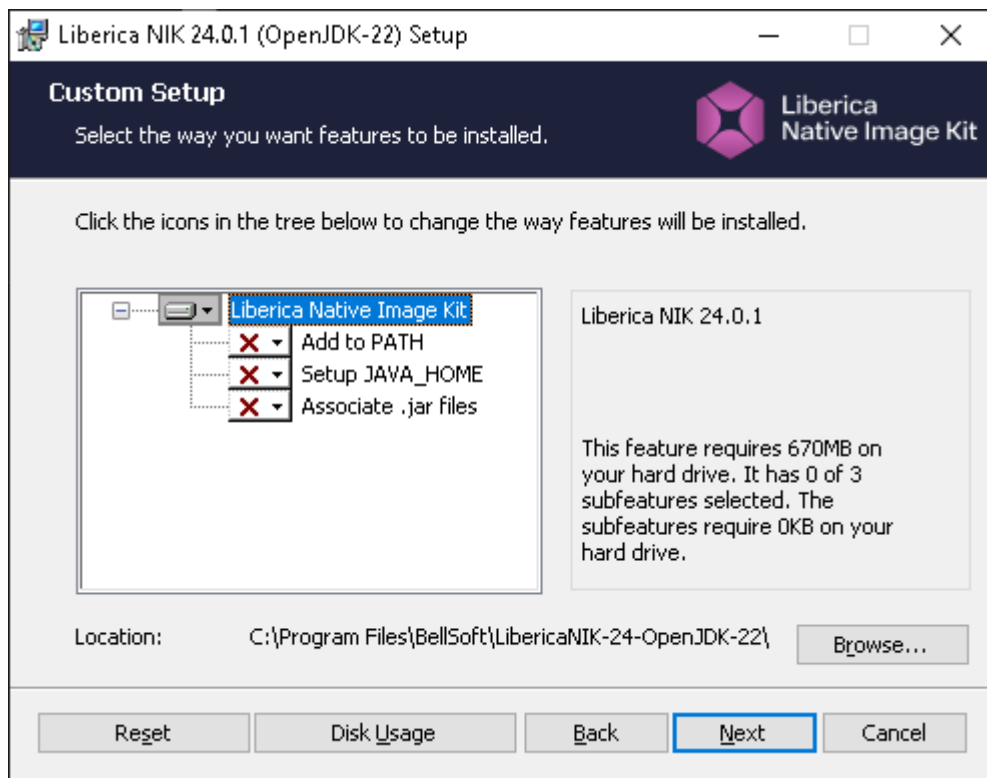 Liberica NIK 24.0.1 (OpenJDK-22) Setup
Custom Setup
Select the way you want features to be installed.
Liberica
Native Image Kit
Click the icons in the tree below to change the way features will be installed.
Liberica Native Image Kit
Add to PATH
Setup JAVA_HOME
Associate .jar files
Liberica NIK 24.0.1
This feature requires 670MB on
your hard drive. It has 0 of 3
subfeatures selected. The
subfeatures require 0KB on your
hard drive.
Location: C:\Program Files\BellSoft\LibericaNIK-24-OpenJDK-22\ Browse...
Reset Disk Usage Back Next Cancel